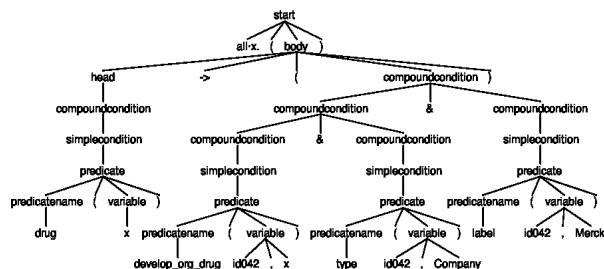 start
all·x. ( body )
head -> ( compoundcondition )
compoundcondition compoundcondition & compoundcondition
simplecondition compoundcondition & compoundcondition simplecondition
predicate simplecondition simplecondition predicate
predicatename ( variable ) predicate predicate predicatename ( variable )
drug x predicatename ( variable ) predicatename ( variable ) label id042 , Merck
develop_org_drug id042 , x type id042 , Company